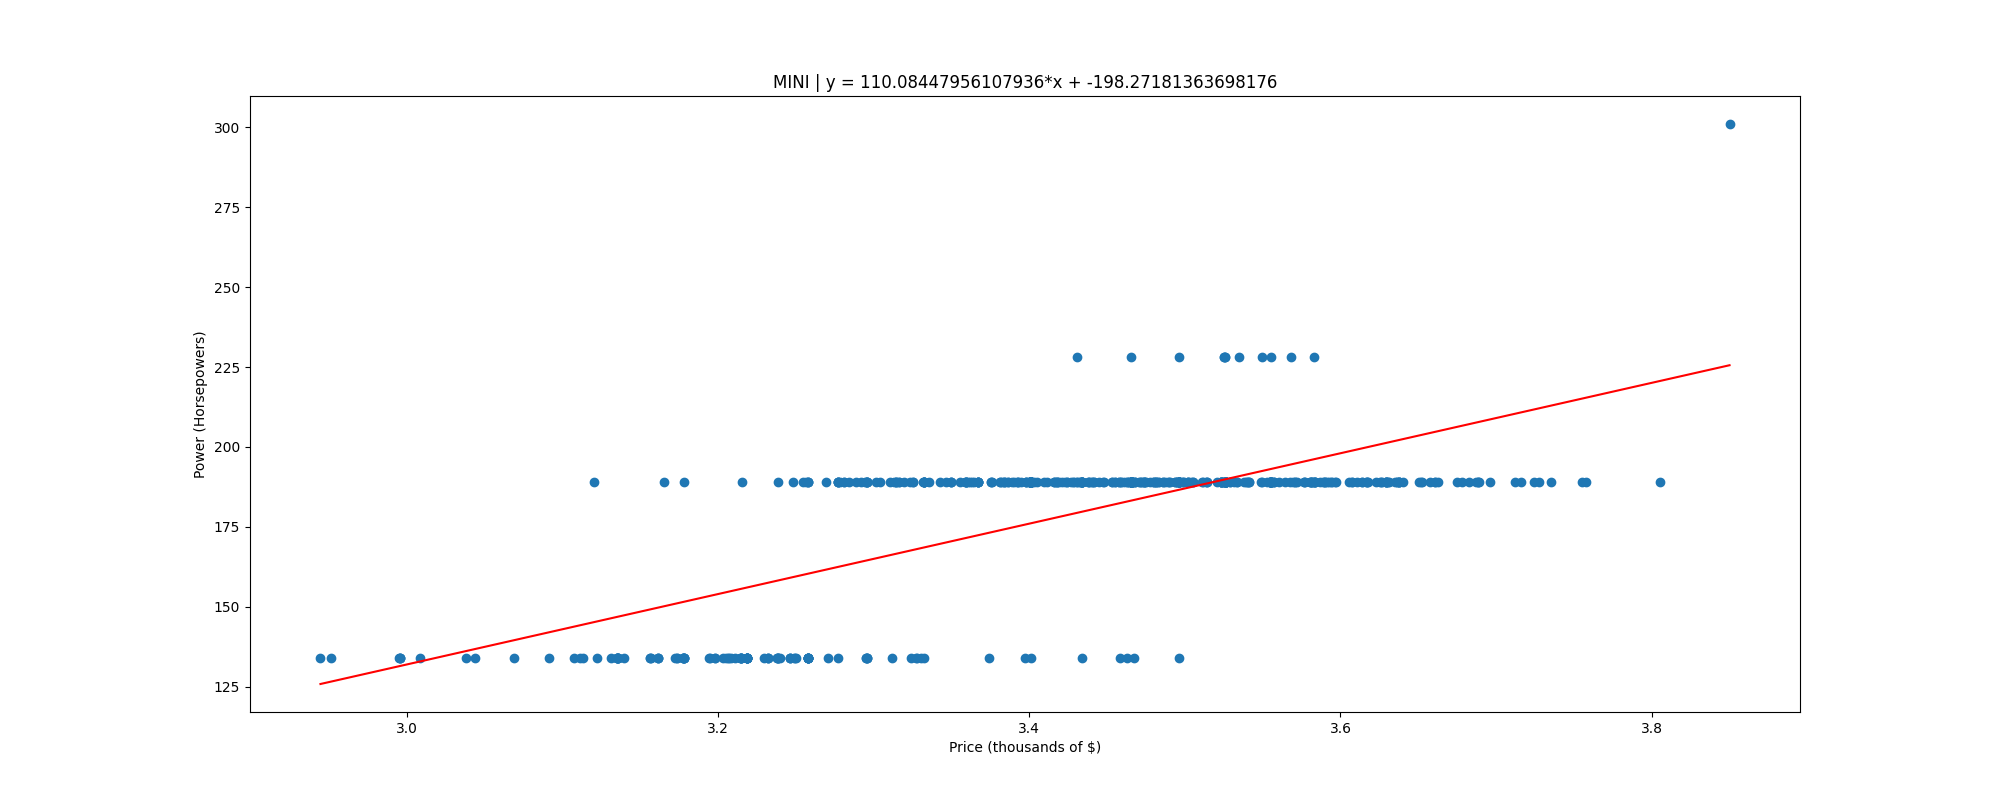 MINI | y = 110.08447956107936*x + -198.27181363698176
300
275
250
225
200
175
150
125
Power (Horsepowers)
3.0 3.2 3.4 3.6 3.8
Price (thousands of $)